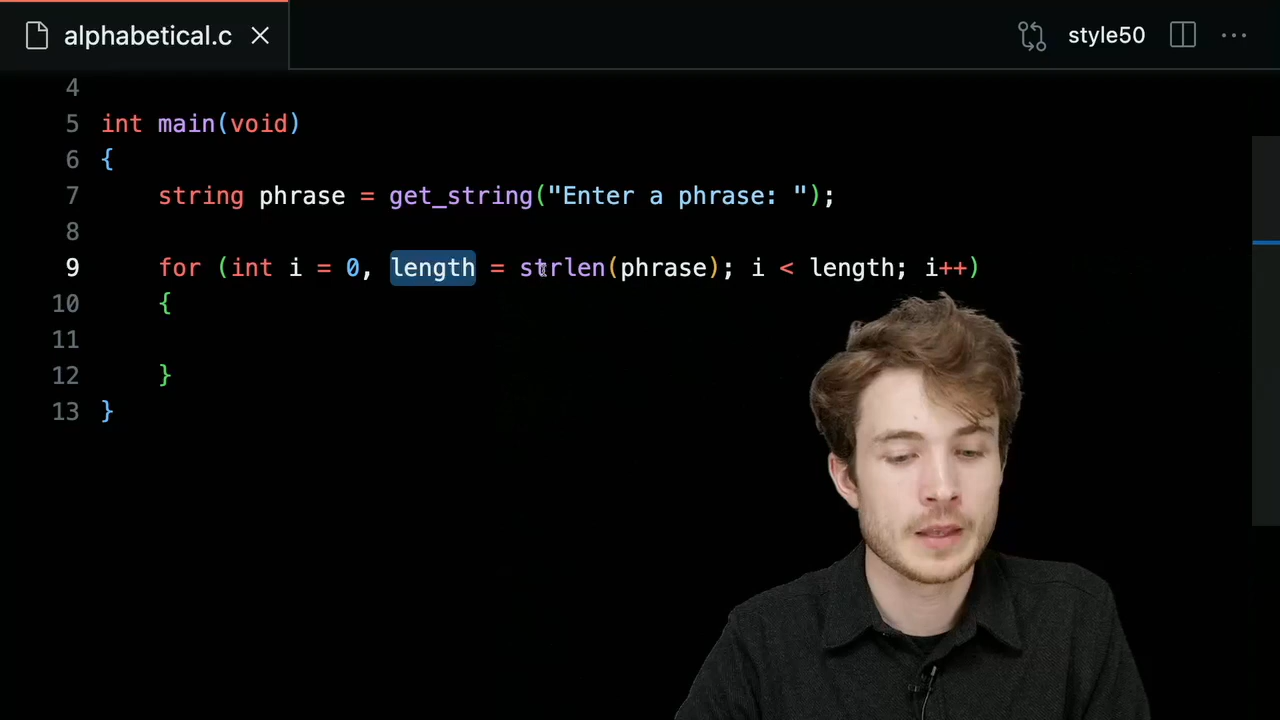 alphabetical.c
style50
4
5 int main(void)
6 {
7 string phrase = get_string("Enter a phrase: ");
8
9 for (int i = 0, length = strlen(phrase); i < length; i++)
10 {
11
12 }
13 }